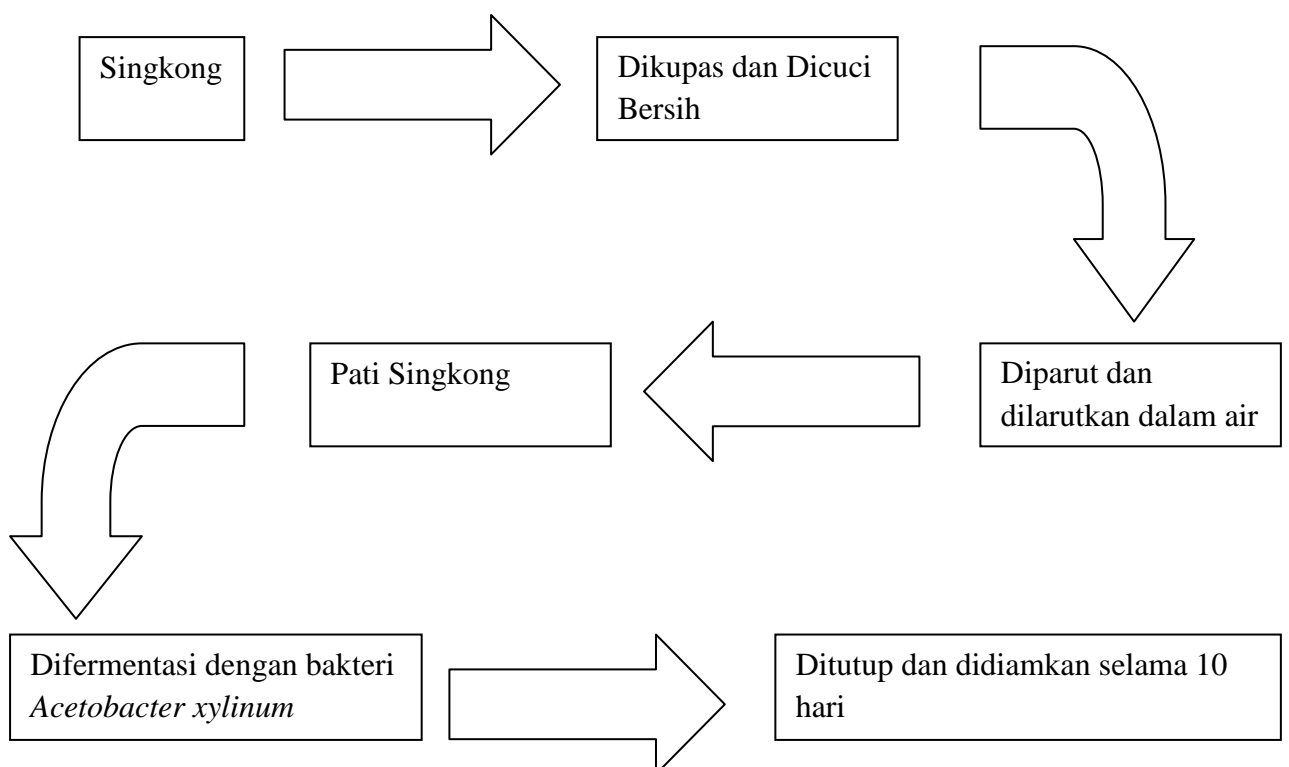 Singkong
Dikupas dan Dicuci
Bersih
Diparut dan
dilarutkan dalam air
Pati Singkong
Difermentasi dengan bakteri
Acetobacter xylinum
Ditutup dan didiamkan selama 10
hari